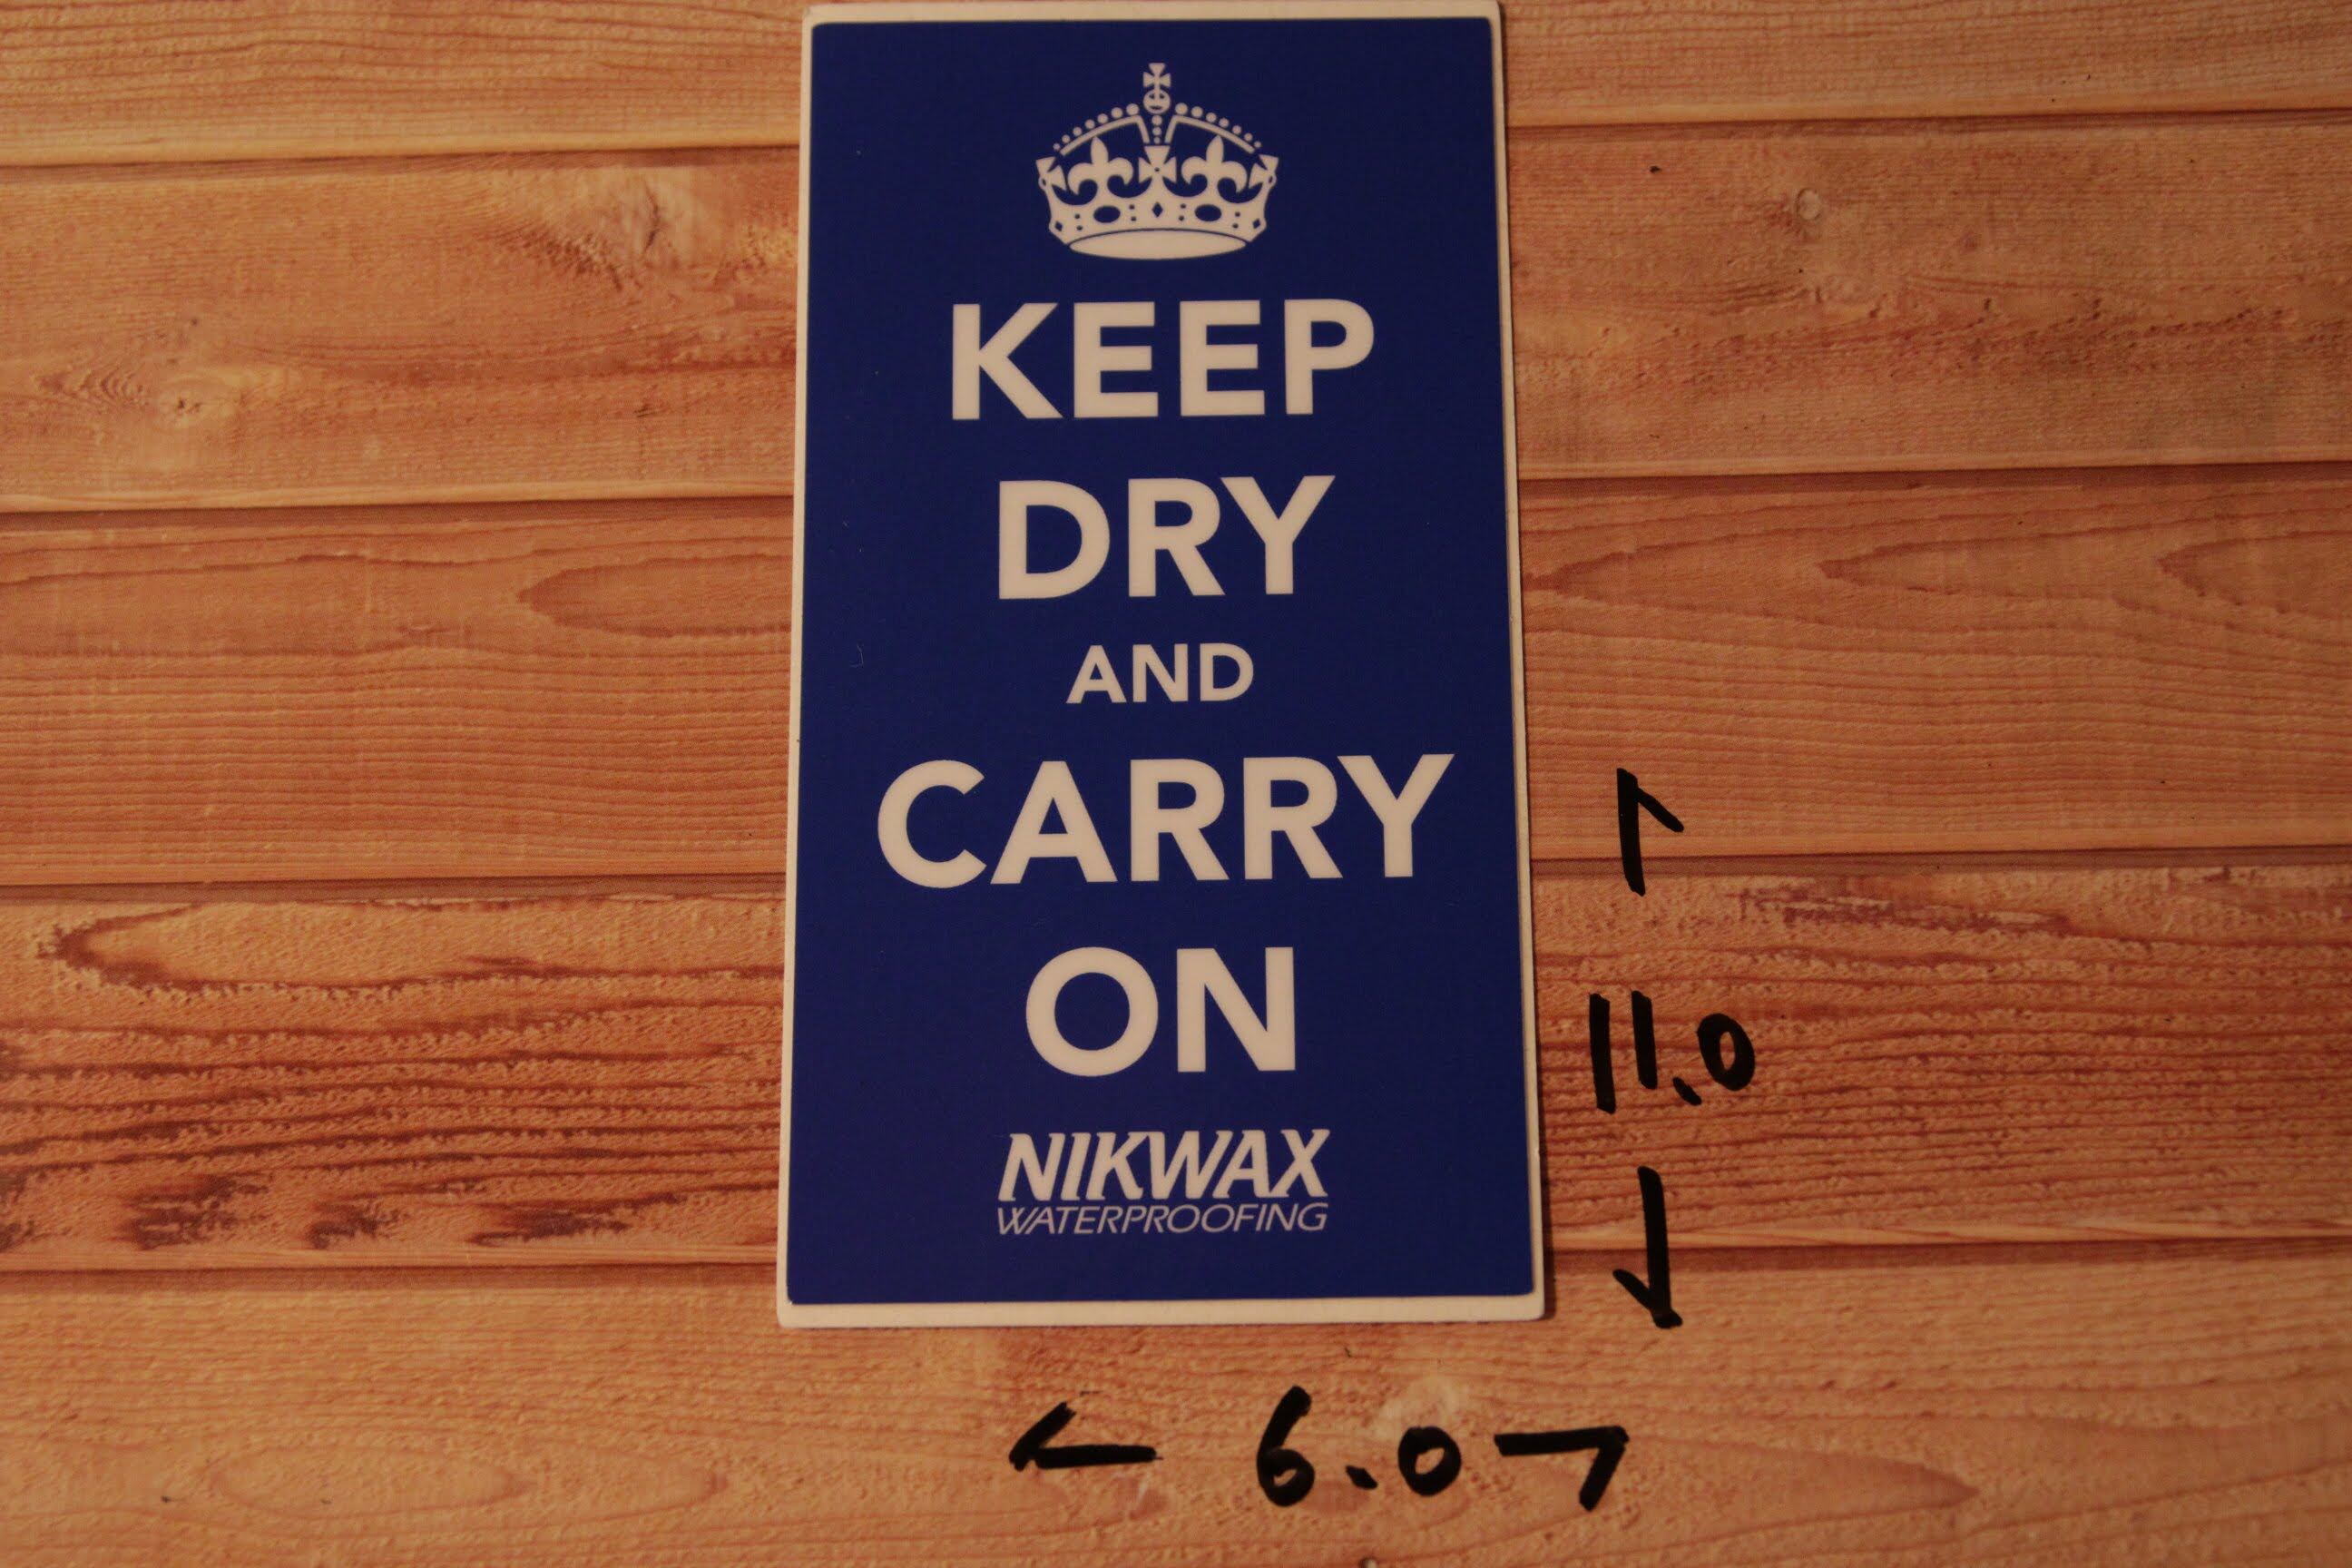 KEEP
DRY
AND
CARRY
ON
NIKWAX
WATERPROOFING
11.0
6.0